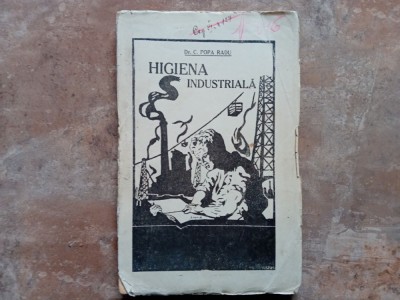 Dr. C. POPA RADU
HIGIENA
INDUSTRIALĂ